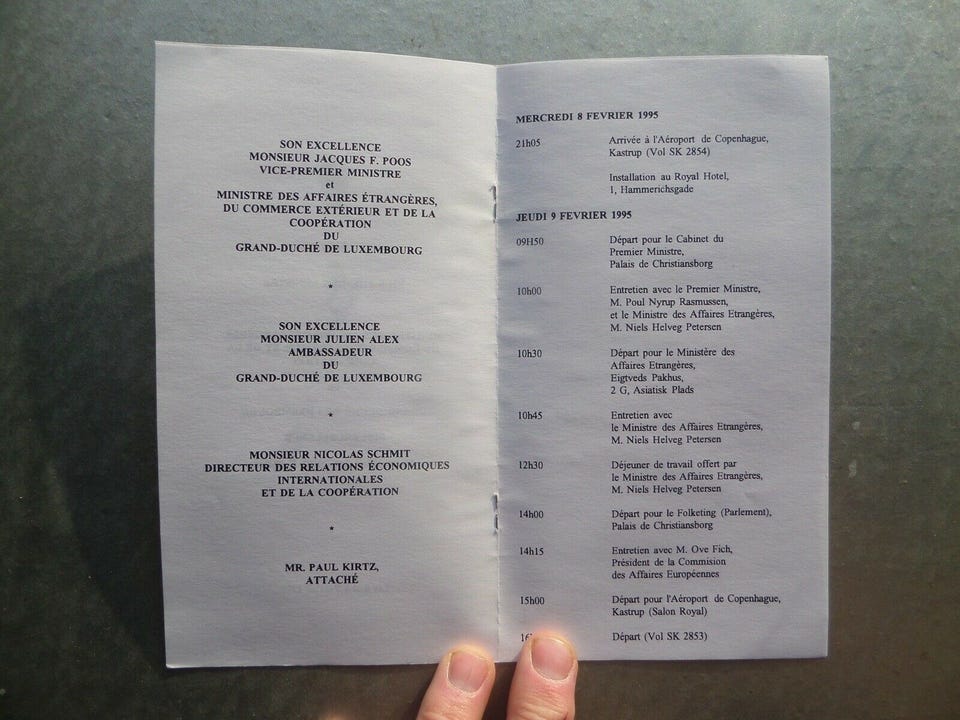 SON EXCELLENCE
MONSIEUR JACQUES F. POOS
VICE-PREMIER MINISTRE
et
MINISTRE DES AFFAIRES ÉTRANGÈRES,
DU COMMERCE EXTÉRIEUR ET DE LA
COOPÉRATION
DU
GRAND-DUCHÉ DE LUXEMBOURG
*
SON EXCELLENCE
MONSIEUR JULIEN ALEX
AMBASSADEUR
DU
GRAND-DUCHÉ DE LUXEMBOURG
*
MONSIEUR NICOLAS SCHMIT
DIRECTEUR DES RELATIONS ÉCONOMIQUES
INTERNATIONALES
ET DE LA COOPÉRATION
*
MR. PAUL KIRTZ,
ATTACHÉ
MERCREDI 8 FEVRIER 1995
21h05 Arrivée à l'Aéroport de Copenhague,
Kastrup (Vol SK 2854)
Installation au Royal Hotel,
1, Hammerichsgade
JEUDI 9 FEVRIER 1995
09H50 Départ pour le Cabinet du
Premier Ministre,
Palais de Christiansborg
10h00 Entretien avec le Premier Ministre,
M. Poul Nyrup Rasmussen,
et le Ministre des Affaires Etrangères,
M. Niels Helveg Petersen
10h30 Départ pour le Ministère des
Affaires Etrangères,
Eigtveds Pakhus,
2 G, Asiatisk Plads
10h45 Entretien avec
le Ministre des Affaires Etrangères,
M. Niels Helveg Petersen
12h30 Déjeuner de travail offert par
le Ministre des Affaires Etrangères,
M. Niels Helveg Petersen
14h00 Départ pour le Folketing (Parlement),
Palais de Christiansborg
14h15 Entretien avec M. Ove Fich,
Président de la Commision
des Affaires Européennes
15h00 Départ pour l'Aéroport de Copenhague,
Kastrup (Salon Royal)
Départ (Vol SK 2853)